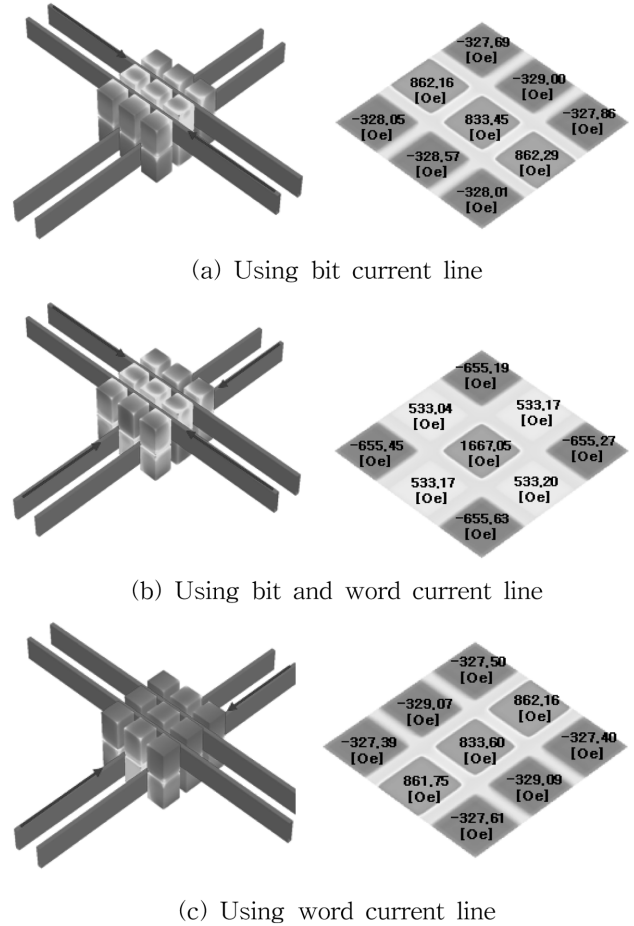 -327.69
[Oe]
862.16
[Oe]
-329.00
[Oe]
-328.05
[Oe]
833.45
[Oe]
-327.86
[Oe]
-328.57
[Oe]
862.29
[Oe]
-328.01
[Oe]
(a) Using bit current line
-655.19
[Oe]
533.04
[Oe]
533.17
[Oe]
-655.45
[Oe]
1667.05
[Oe]
-655.27
[Oe]
533.17
[Oe]
533.20
[Oe]
-655.63
[Oe]
(b) Using bit and word current line
-327.50
[Oe]
-329.07
[Oe]
862.16
[Oe]
-327.39
[Oe]
833.60
[Oe]
-327.40
[Oe]
861.75
[Oe]
-329.09
[Oe]
-327.61
[Oe]
(c) Using word current line